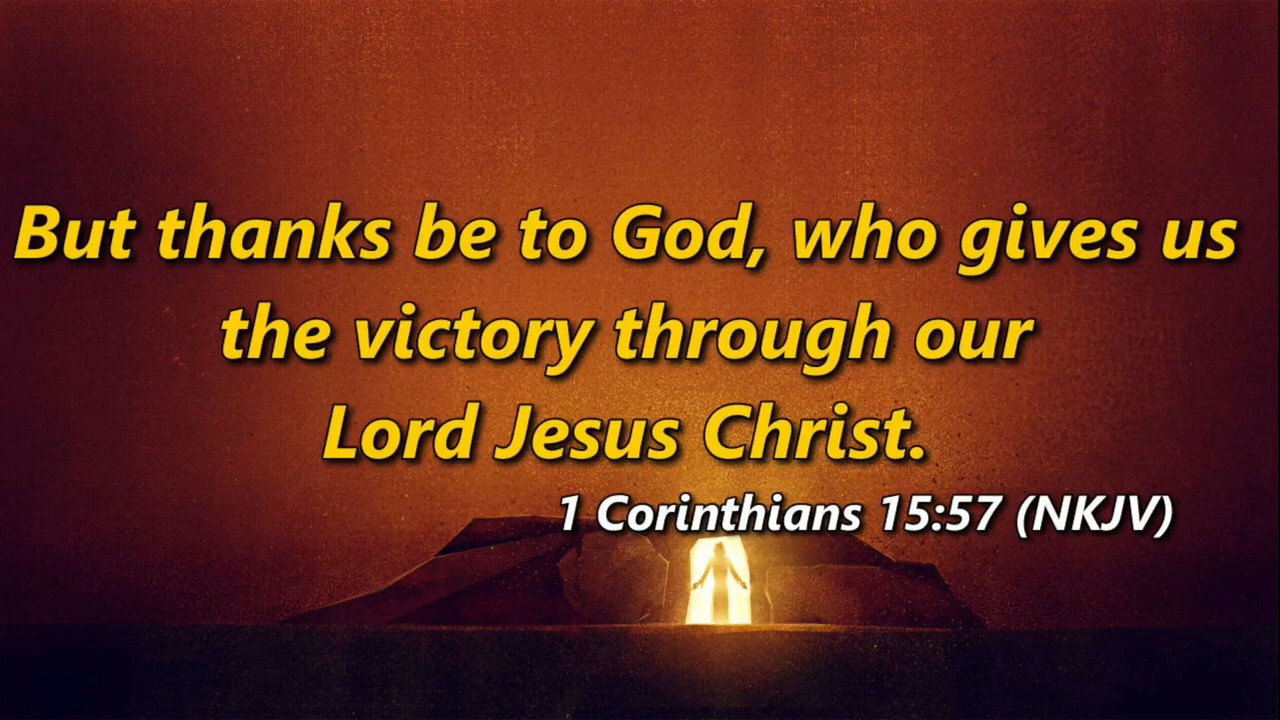 But thanks be to God, who gives us
the victory through our
Lord Jesus Christ.
1 Corinthians 15:57 (NKJV)